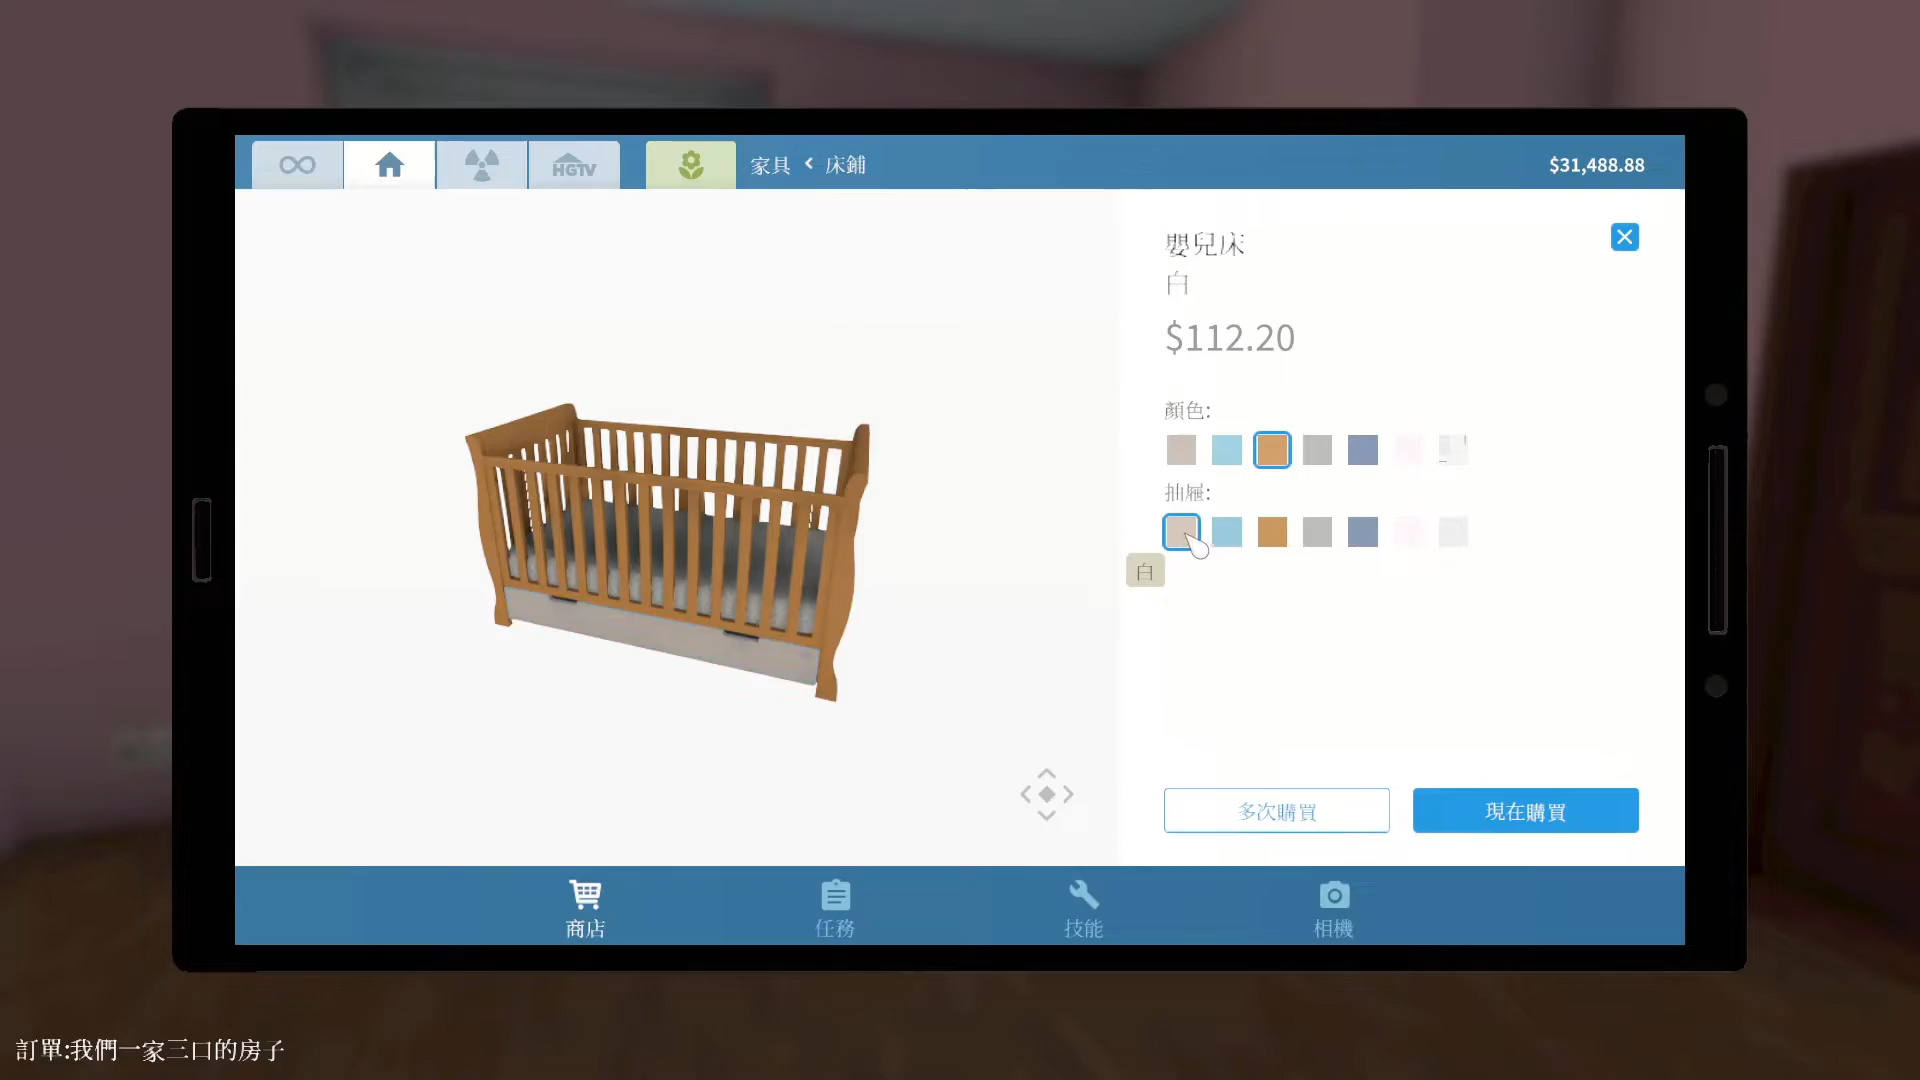 HGTV
家具 < 床鋪
$31,488.88
嬰兒床
白
$112.20
顏色:
抽屜:
白
多次購買
現在購買
商店
任務
技能
相機
訂單:我們一家三口的房子